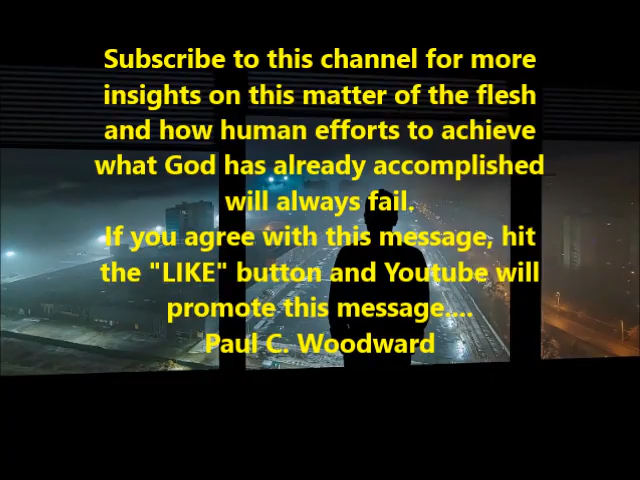 Subscribe to this channel for more
insights on this matter of the flesh
and how human efforts to achieve
what God has already accomplished
will always fail.
If you agree with this message, hit
the "LIKE" button and Youtube will
promote this message....
Paul C. Woodward